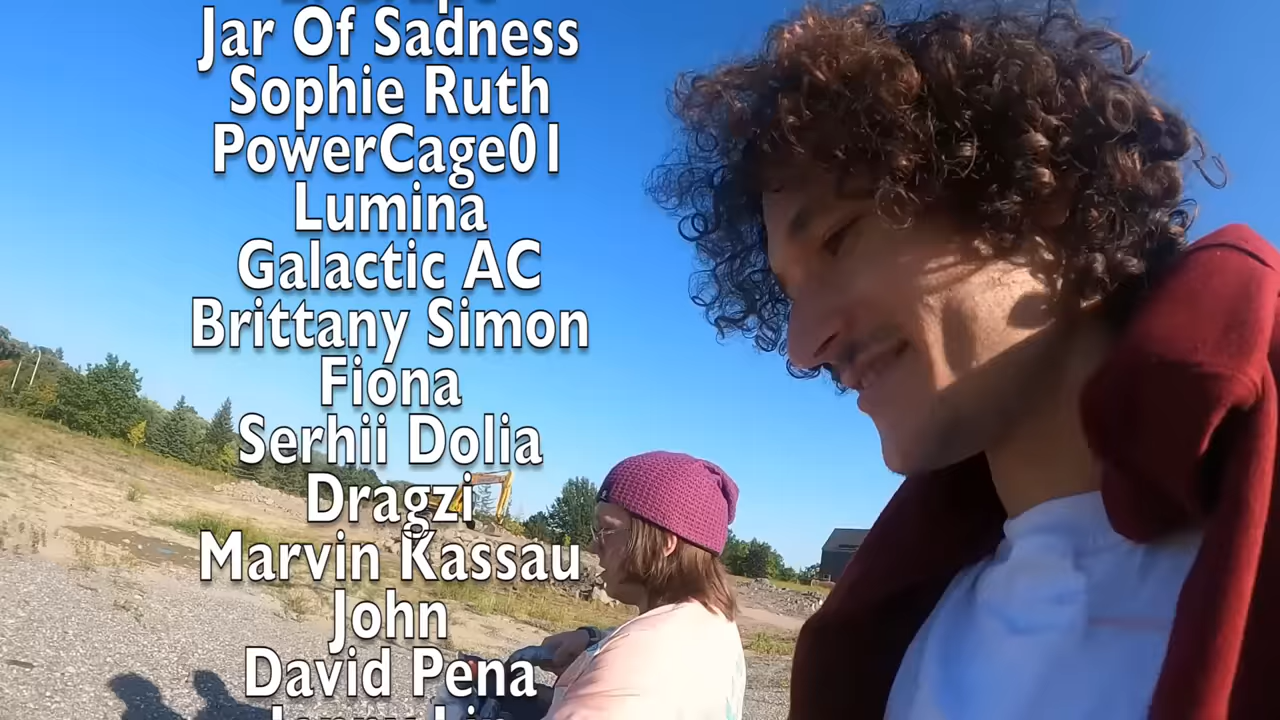 Jar Of Sadness
Sophie Ruth
PowerCage01
Lumina
Galactic AC
Brittany Simon
Fiona
Serhii Dolia
Dragzi
Marvin Kassau
John
David Pena